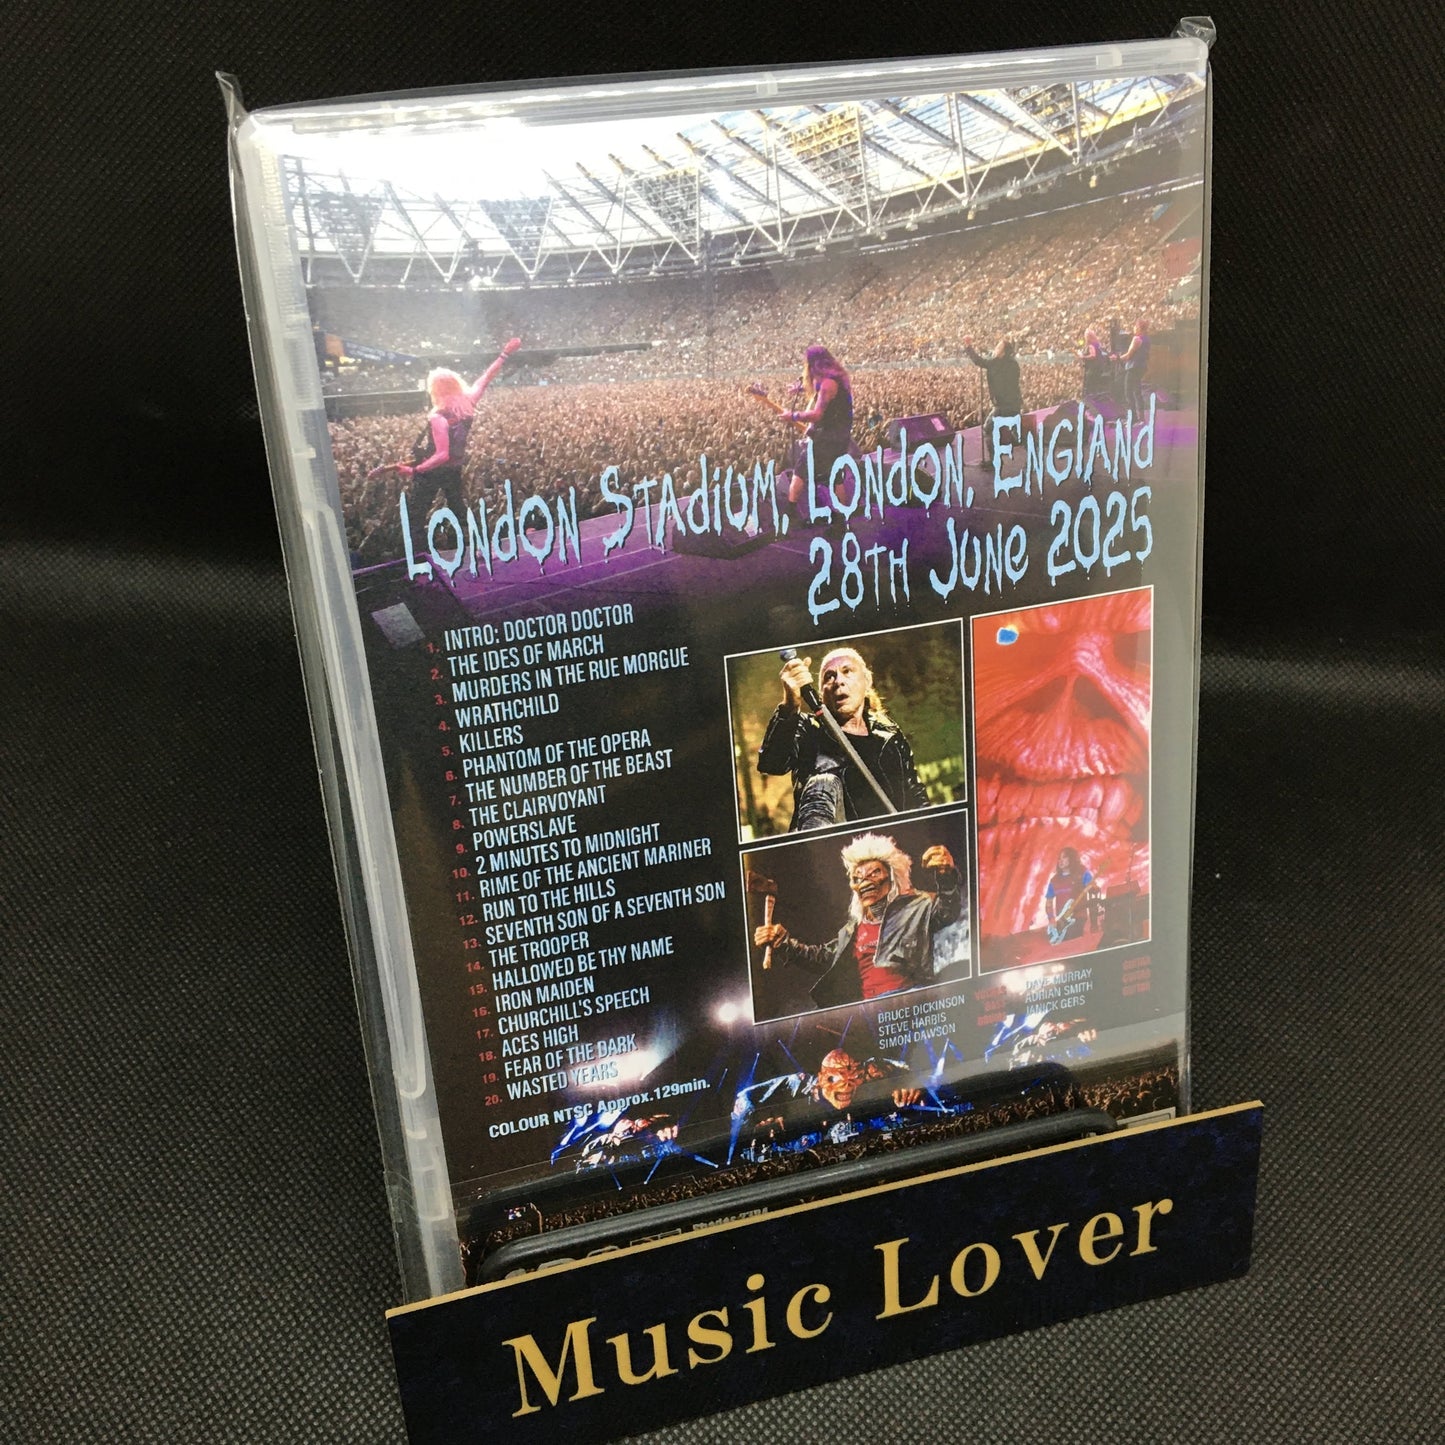 London Stadium, London, England
28th June 2025
1. INTRO: DOCTOR DOCTOR
2. THE IDES OF MARCH
3. MURDERS IN THE RUE MORGUE
4. WRATHCHILD
5. KILLERS
6. PHANTOM OF THE OPERA
7. THE NUMBER OF THE BEAST
8. THE CLAIRVOYANT
9. POWERSLAVE
10. 2 MINUTES TO MIDNIGHT
11. RIME OF THE ANCIENT MARINER
12. RUN TO THE HILLS
13. SEVENTH SON OF A SEVENTH SON
14. THE TROOPER
15. HALLOWED BE THY NAME
16. IRON MAIDEN
17. CHURCHILL'S SPEECH
18. ACES HIGH
19. FEAR OF THE DARK
20. WASTED YEARS
COLOUR NTSC Approx.129min.
BRUCE DICKINSON
STEVE HARRIS
SIMON DAWSON
DAVE MURRAY GUITAR
ADRIAN SMITH GUITAR
JANICK GERS GUITAR
Music Lover